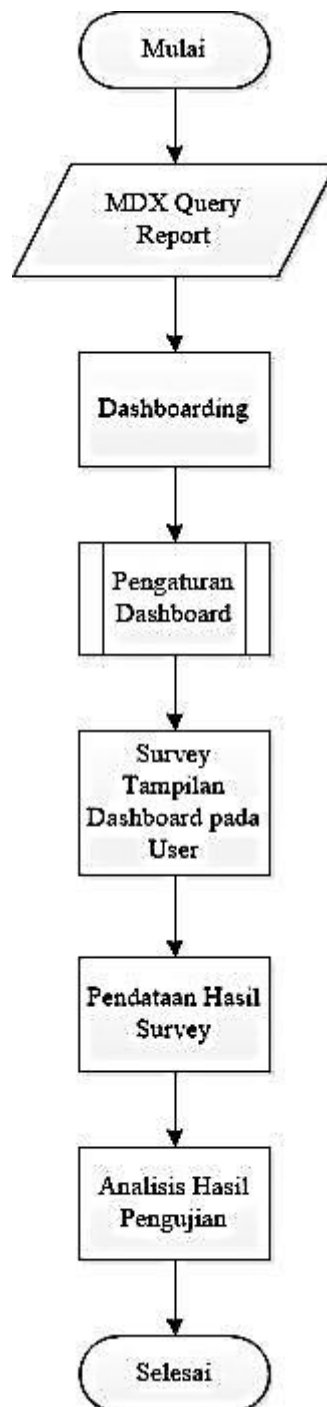 Mulai
MDX Query
Report
Dashboarding
Pengaturan
Dashboard
Survey
Tampilan
Dashboard pada
User
Pendataan Hasil
Survey
Analisis Hasil
Pengujian
Selesai